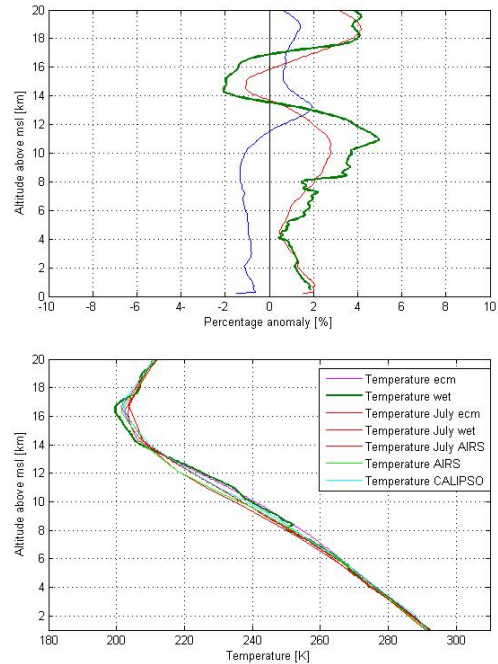 20
18
16
14
12
10
8
6
4
2
0
Altitude above msl [km]
-10 8- 6- 4- -2 0 2 4 6 8 10
Percentage anomaly [%]
20
18
16
14
12
10
8
6
4
2
Altitude above msl [km]
180 200 220 240 260 280 300
Temperature [K]
Temperature ecm
Temperature wet
Temperature July ecm
Temperature July wet
Temperature July AIRS
Temperature AIRS
Temperature CALIPSO